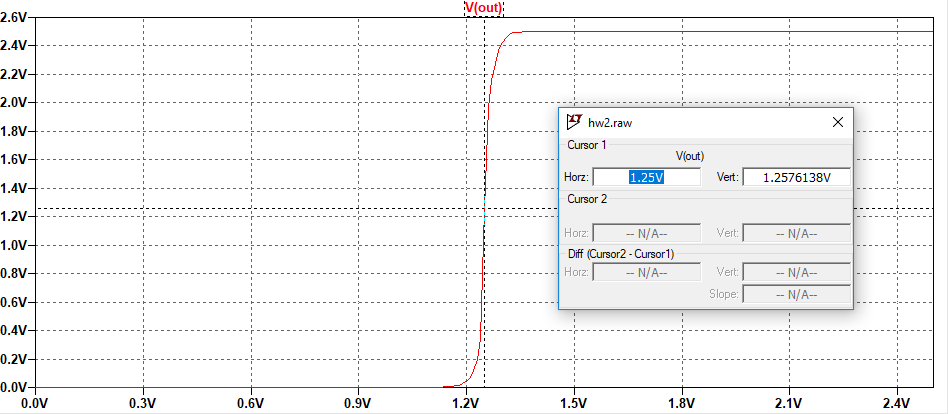 V(out)
2.6V
2.4V
2.2V
2.0V
1.8V
1.6V
1.4V
1.2V
1.0V
0.8V
0.6V
0.4V
0.2V
0.0V
0.0V 0.3V 0.6V 0.9V 1.2V 1.5V 1.8V 2.1V 2.4V
hw2.raw
Cursor 1
V(out)
Horz: 1.25V Vert: 1.2576138V
Cursor 2
Horz: -- N/A-- Vert: -- N/A--
Diff (Cursor2 - Cursor1)
Horz: -- N/A-- Vert: -- N/A--
Slope: -- N/A--